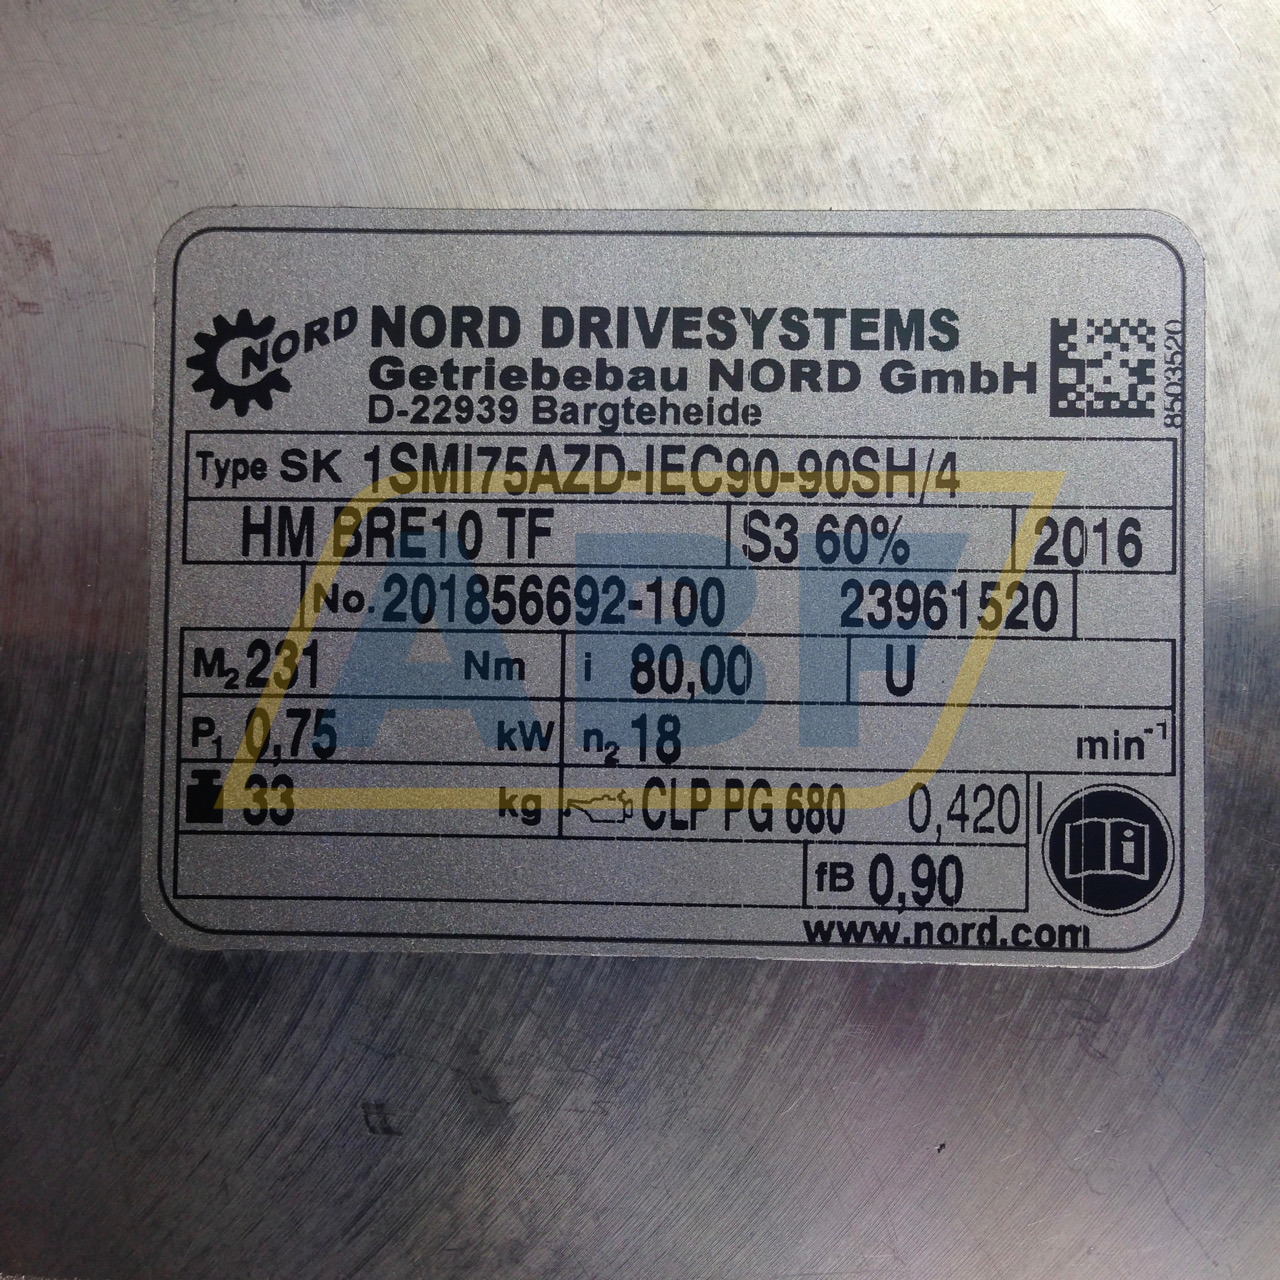 NORD
NORD DRIVESYSTEMS
Getriebebau NORD GmbH
D-22939 Bargteheide
8503520
Type SK 1SMI75AZD-IEC90-90SH/4
HM BRE10 TF S3 60% 2016
No. 201856692-100 23961520
M2 231 Nm i 80,00 U
P1 0,75 kW n2 18 min-1
33 kg CLP PG 680 0,420 l
fB 0,90
www.nord.com
ABF